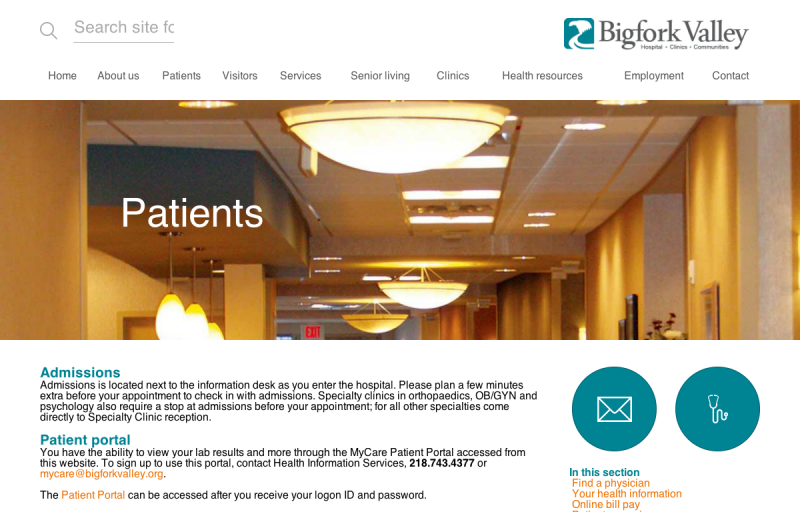 Search site fo
Bigfork Valley
Hospital • Clinics • Communities
Home About us Patients Visitors Services Senior living Clinics Health resources Employment Contact
Patients
EXIT
Admissions
Admissions is located next to the information desk as you enter the hospital. Please plan a few minutes
extra before your appointment to check in with admissions. Specialty clinics in orthopaedics, OB/GYN and
psychology also require a stop at admissions before your appointment; for all other specialties come
directly to Specialty Clinic reception.
Patient portal
You have the ability to view your lab results and more through the MyCare Patient Portal accessed from
this website. To sign up to use this portal, contact Health Information Services, 218.743.4377 or
mycare@bigforkvalley.org.
The Patient Portal can be accessed after you receive your logon ID and password.
In this section
Find a physician
Your health information
Online bill pay